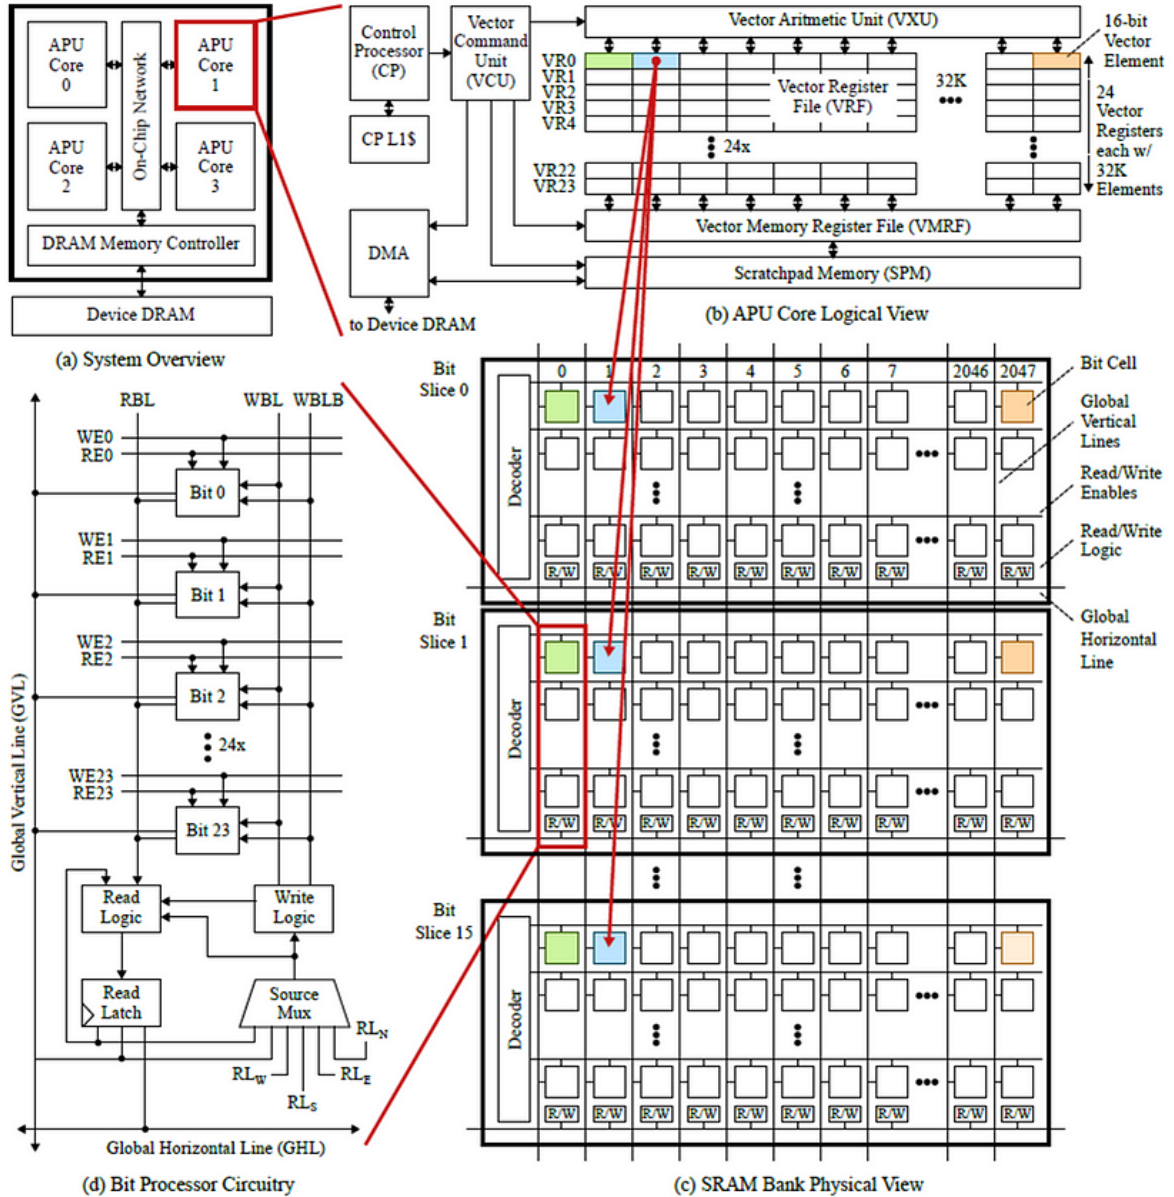 APU
Core
0
APU
Core
1
APU
Core
2
APU
Core
3
On-Chip Network
DRAM Memory Controller
Device DRAM
(a) System Overview
Control
Processor
(CP)
CP L1$
Vector
Command
Unit
(VCU)
DMA
to Device DRAM
Vector Aritmetic Unit (VXU)
VR0
VR1
VR2
VR3
VR4
VR22
VR23
Vector Register
File (VRF)
32K
24x
16-bit
Vector
Element
24
Vector
Registers
each w/
32K
Elements
Vector Memory Register File (VMRF)
Scratchpad Memory (SPM)
(b) APU Core Logical View
Bit
Slice 0
0 1 2 3 4 5 6 7 2046 2047
Decoder
R/W R/W R/W R/W R/W R/W R/W R/W R/W R/W
Bit Cell
Global
Vertical
Lines
Read/Write
Enables
Read/Write
Logic
Global
Horizontal
Line
Bit
Slice 1
Decoder
R/W R/W R/W R/W R/W R/W R/W R/W R/W R/W
Bit
Slice 15
Decoder
R/W R/W R/W R/W R/W R/W R/W R/W R/W R/W
(c) SRAM Bank Physical View
RBL WBL WBLB
WE0
RE0
Bit 0
WE1
RE1
Bit 1
WE2
RE2
Bit 2
24x
WE23
RE23
Bit 23
Global Vertical Line (GVL)
Read
Logic
Write
Logic
Read
Latch
Source
Mux
RLN
RLW
RLE
RLS
Global Horizontal Line (GHL)
(d) Bit Processor Circuitry